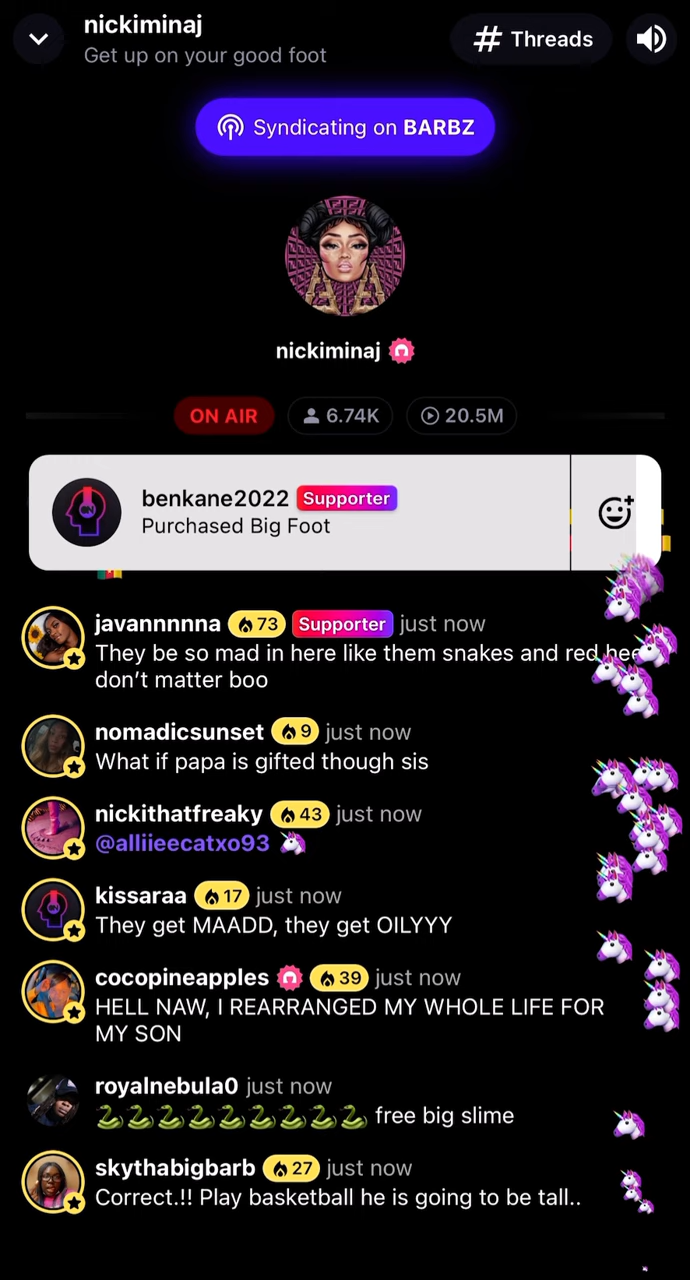 nickiminaj
Get up on your good foot
# Threads
Syndicating on BARBZ
nickiminaj
ON AIR 6.74K 20.5M
benkane2022 Supporter
Purchased Big Foot
javannnnna 73 Supporter just now
They be so mad in here like them snakes and red
don’t matter boo
nomadicsunset 9 just now
What if papa is gifted though sis
nickithatfreaky 43 just now
@alliieecatxo93 🦄
kissaraa 17 just now
They get MAADD, they get OILYYY
cocopineapples 39 just now
HELL NAW, I REARRANGED MY WHOLE LIFE FOR
MY SON
royalnebula0 just now
🐍🐍🐍🐍🐍🐍🐍🐍🐍 free big slime
skythabigbarb 27 just now
Correct.!! Play basketball he is going to be tall..